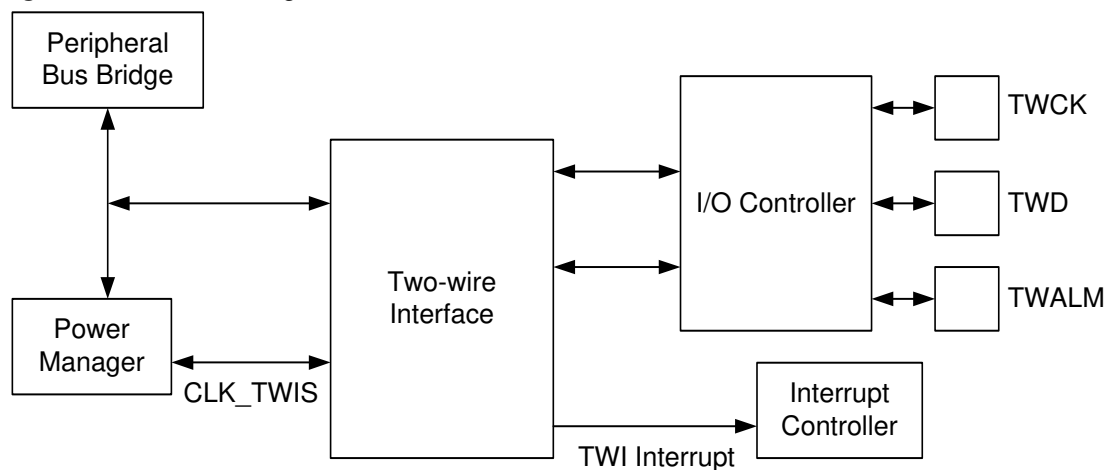 Peripheral
Bus Bridge
TWCK
I/O Controller
TWD
Two-wire
Interface
TWALM
Power
Manager
CLK_TWIS
Interrupt
Controller
TWI Interrupt